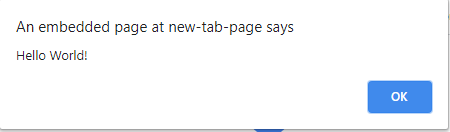 An embedded page at new-tab-page says
Hello World!
OK